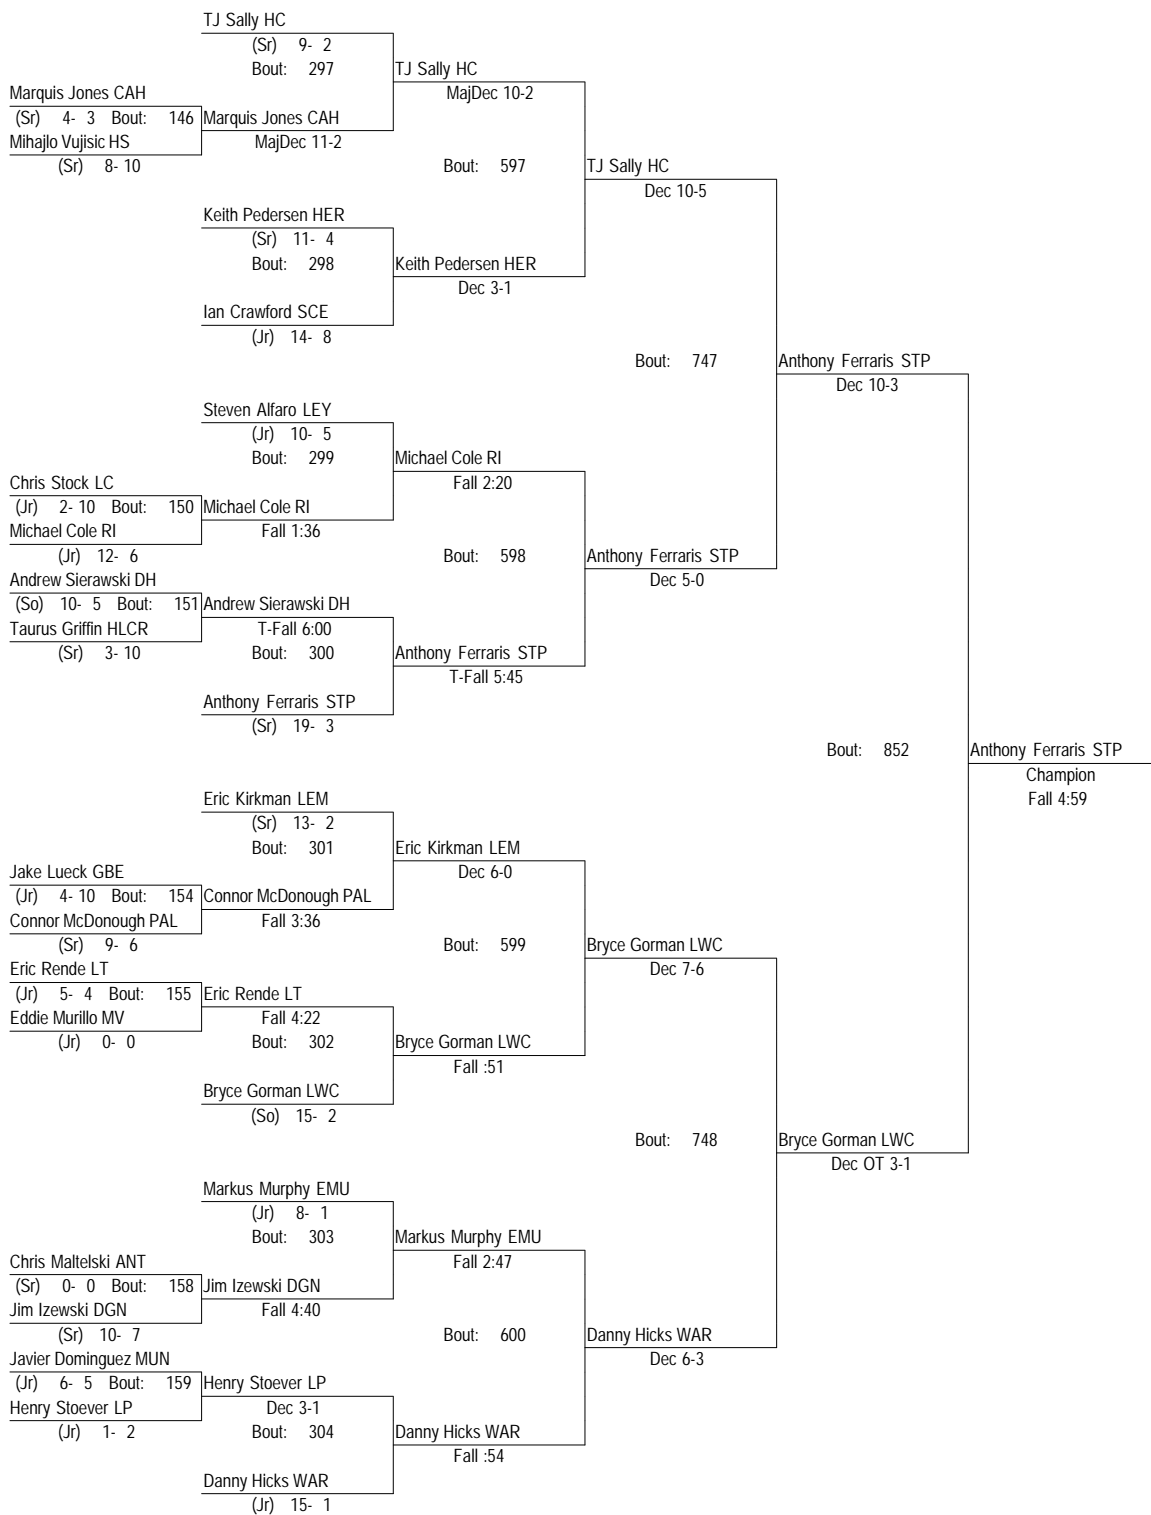 TJ Sally HC
(Sr) 9- 2
Bout: 297
TJ Sally HC
MajDec 10-2
Marquis Jones CAH
(Sr) 4- 3 Bout: 146
Marquis Jones CAH
Mihajlo Vujisic HS
MajDec 11-2
(Sr) 8- 10
Bout: 597
TJ Sally HC
Dec 10-5
Keith Pedersen HER
(Sr) 11- 4
Bout: 298
Keith Pedersen HER
Dec 3-1
Ian Crawford SCE
(Jr) 14- 8
Bout: 747
Anthony Ferraris STP
Dec 10-3
Steven Alfaro LEY
(Jr) 10- 5
Bout: 299
Michael Cole RI
Fall 2:20
Chris Stock LC
(Jr) 2- 10 Bout: 150
Michael Cole RI
Michael Cole RI
Fall 1:36
(Jr) 12- 6
Bout: 598
Anthony Ferraris STP
Dec 5-0
Andrew Sierawski DH
(So) 10- 5 Bout: 151
Andrew Sierawski DH
Taurus Griffin HLCR
T-Fall 6:00
(Sr) 3- 10
Bout: 300
Anthony Ferraris STP
T-Fall 5:45
Anthony Ferraris STP
(Sr) 19- 3
Bout: 852
Anthony Ferraris STP
Champion
Fall 4:59
Eric Kirkman LEM
(Sr) 13- 2
Bout: 301
Eric Kirkman LEM
Dec 6-0
Jake Lueck GBE
(Jr) 4- 10 Bout: 154
Connor McDonough PAL
Connor McDonough PAL
Fall 3:36
(Sr) 9- 6
Bout: 599
Bryce Gorman LWC
Dec 7-6
Eric Rende LT
(Jr) 5- 4 Bout: 155
Eric Rende LT
Eddie Murillo MV
Fall 4:22
(Jr) 0- 0
Bout: 302
Bryce Gorman LWC
Fall :51
Bryce Gorman LWC
(So) 15- 2
Bout: 748
Bryce Gorman LWC
Dec OT 3-1
Markus Murphy EMU
(Jr) 8- 1
Bout: 303
Markus Murphy EMU
Fall 2:47
Chris Maltelski ANT
(Sr) 0- 0 Bout: 158
Jim Izewski DGN
Jim Izewski DGN
Fall 4:40
(Sr) 10- 7
Bout: 600
Danny Hicks WAR
Dec 6-3
Javier Dominguez MUN
(Jr) 6- 5 Bout: 159
Henry Stoever LP
Henry Stoever LP
Dec 3-1
(Jr) 1- 2
Bout: 304
Danny Hicks WAR
Fall :54
Danny Hicks WAR
(Jr) 15- 1